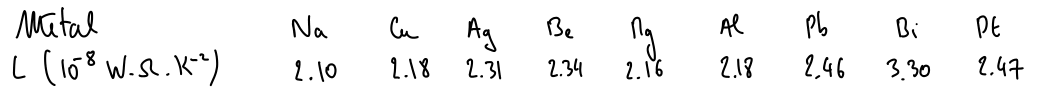 Metal Na Cu Ag Be Mg Al Pb Bi Pt
L (10⁻⁸ W.Ω.K⁻²) 2.10 2.18 2.31 2.34 2.16 2.18 2.46 3.30 2.47